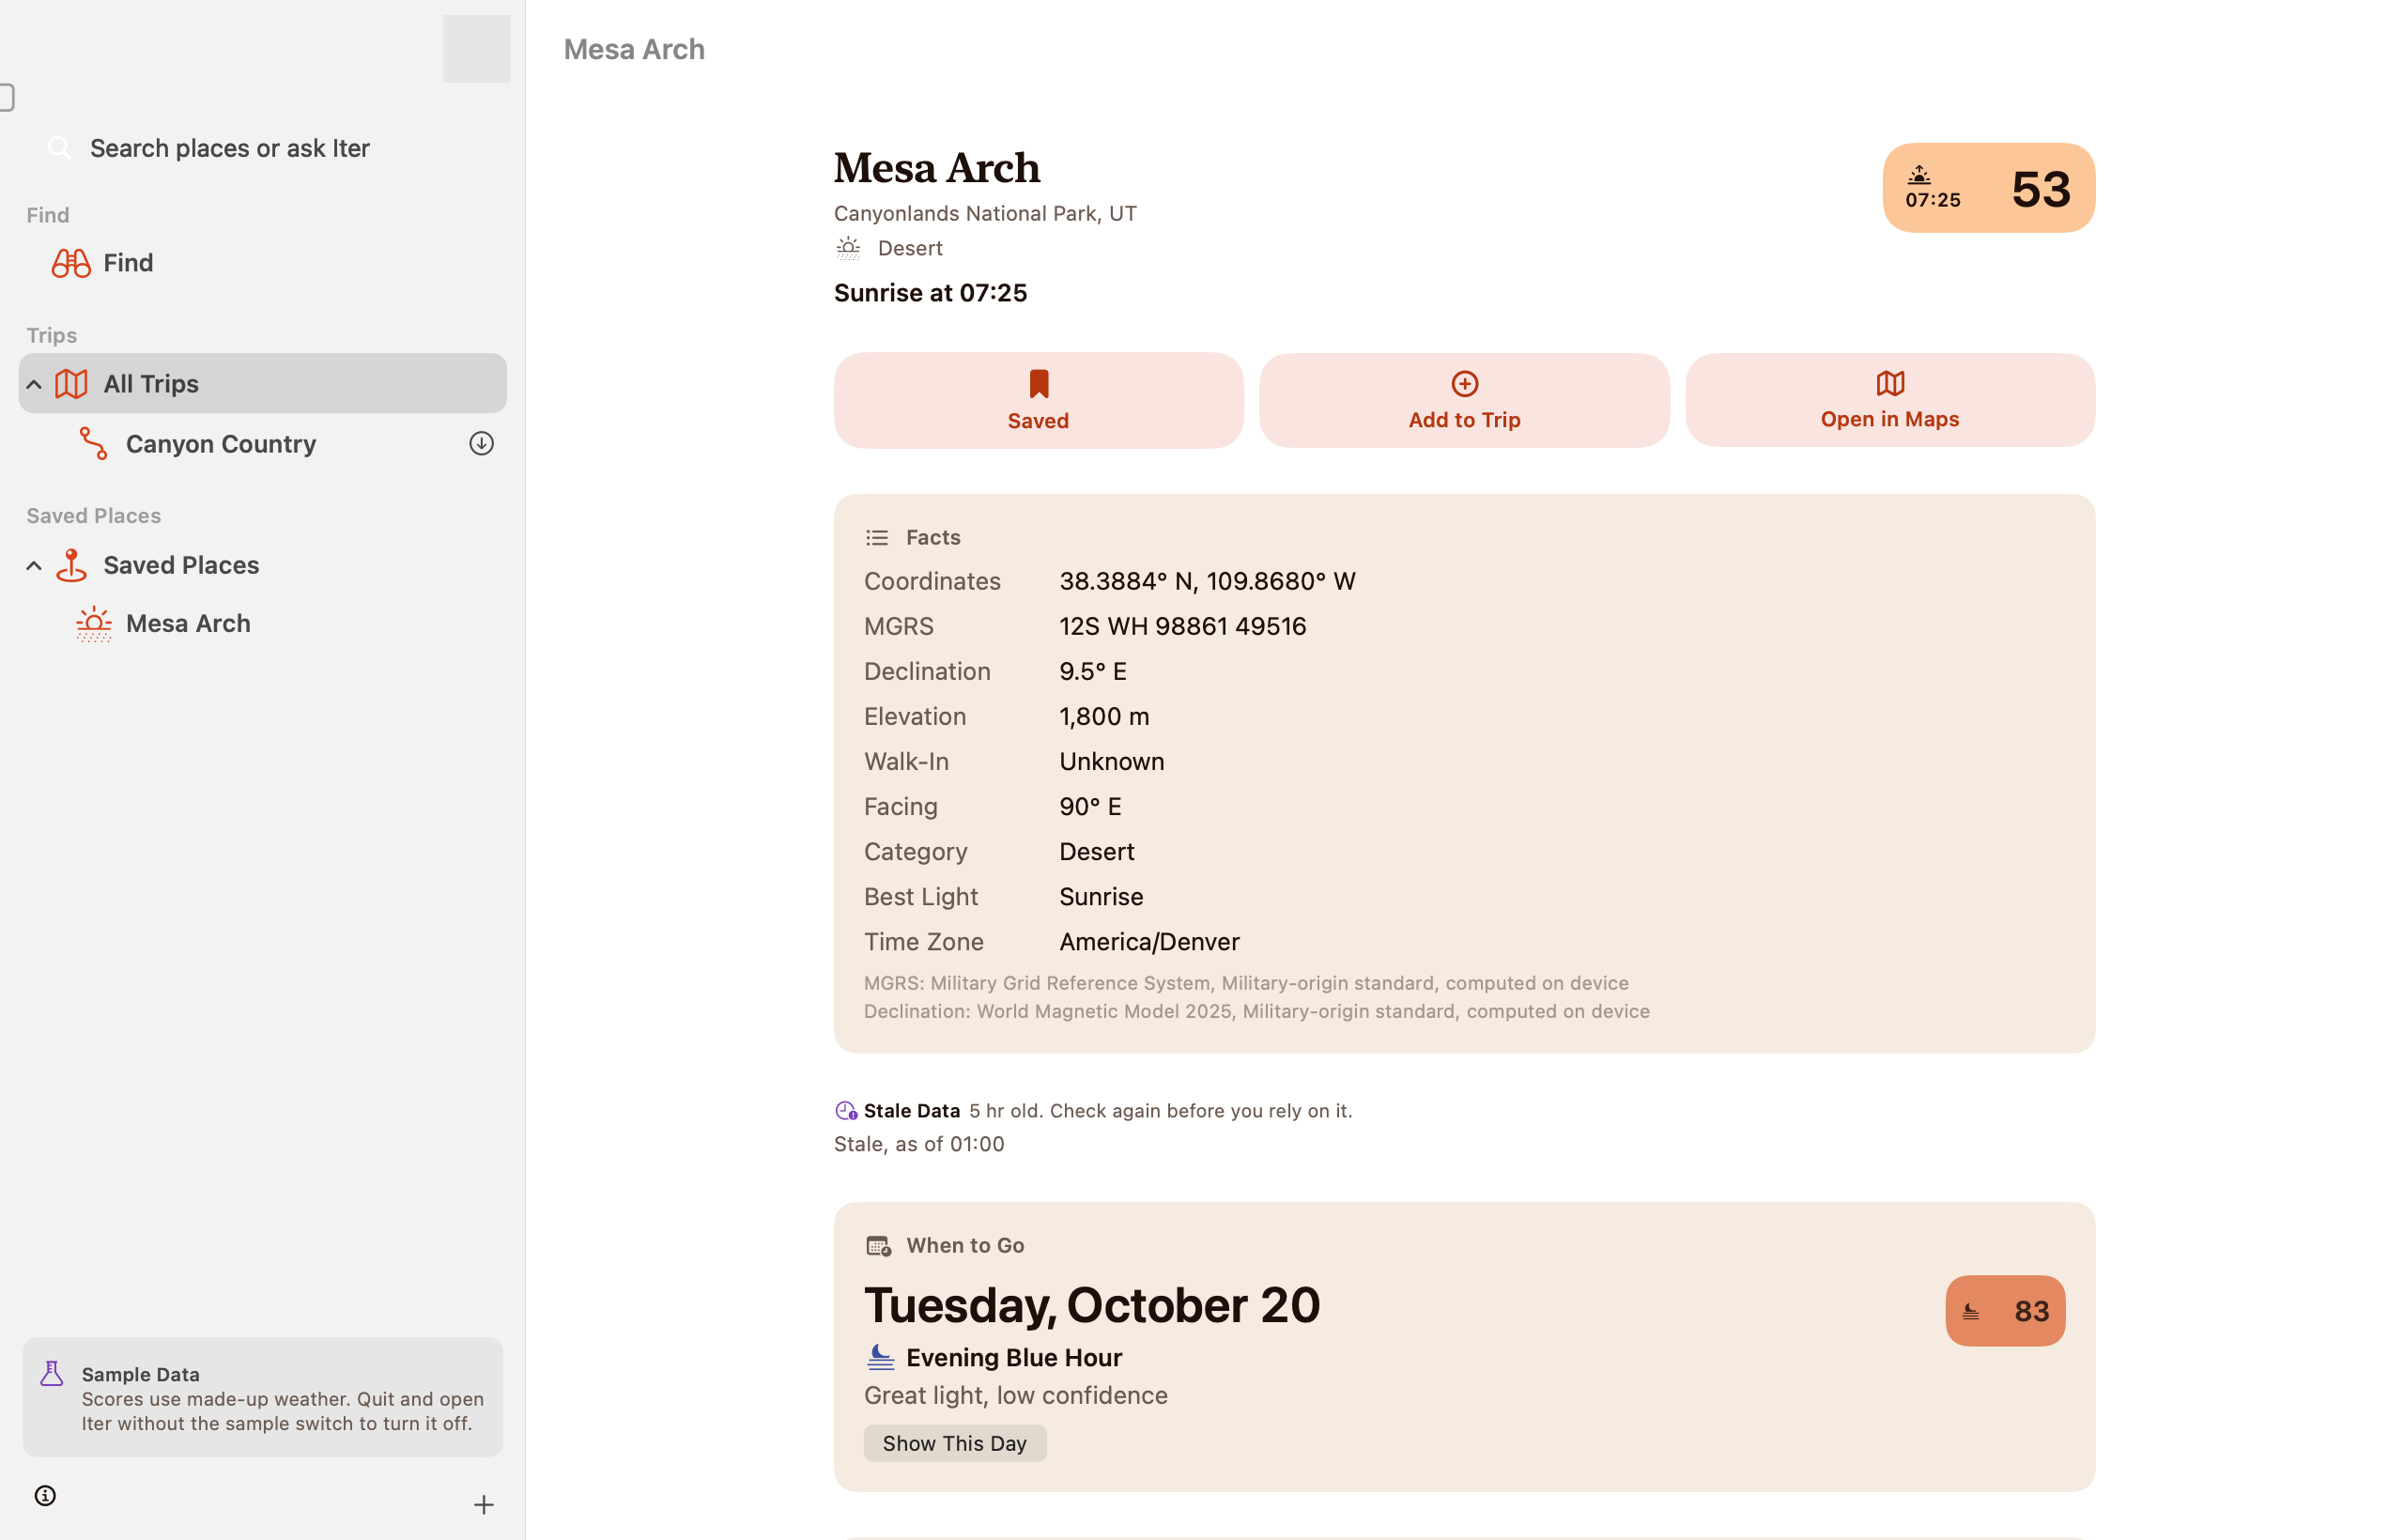 Mesa Arch
Search places or ask Iter
Find
Find
Trips
All Trips
Canyon Country
Saved Places
Saved Places
Mesa Arch
Sample Data
Scores use made-up weather. Quit and open
Iter without the sample switch to turn it off.
Mesa Arch
Canyonlands National Park, UT
Desert
Sunrise at 07:25
07:25
53
Saved
Add to Trip
Open in Maps
Facts
Coordinates 38.3884° N, 109.8680° W
MGRS 12S WH 98861 49516
Declination 9.5° E
Elevation 1,800 m
Walk-In Unknown
Facing 90° E
Category Desert
Best Light Sunrise
Time Zone America/Denver
MGRS: Military Grid Reference System, Military-origin standard, computed on device
Declination: World Magnetic Model 2025, Military-origin standard, computed on device
Stale Data 5 hr old. Check again before you rely on it.
Stale, as of 01:00
When to Go
Tuesday, October 20
83
Evening Blue Hour
Great light, low confidence
Show This Day